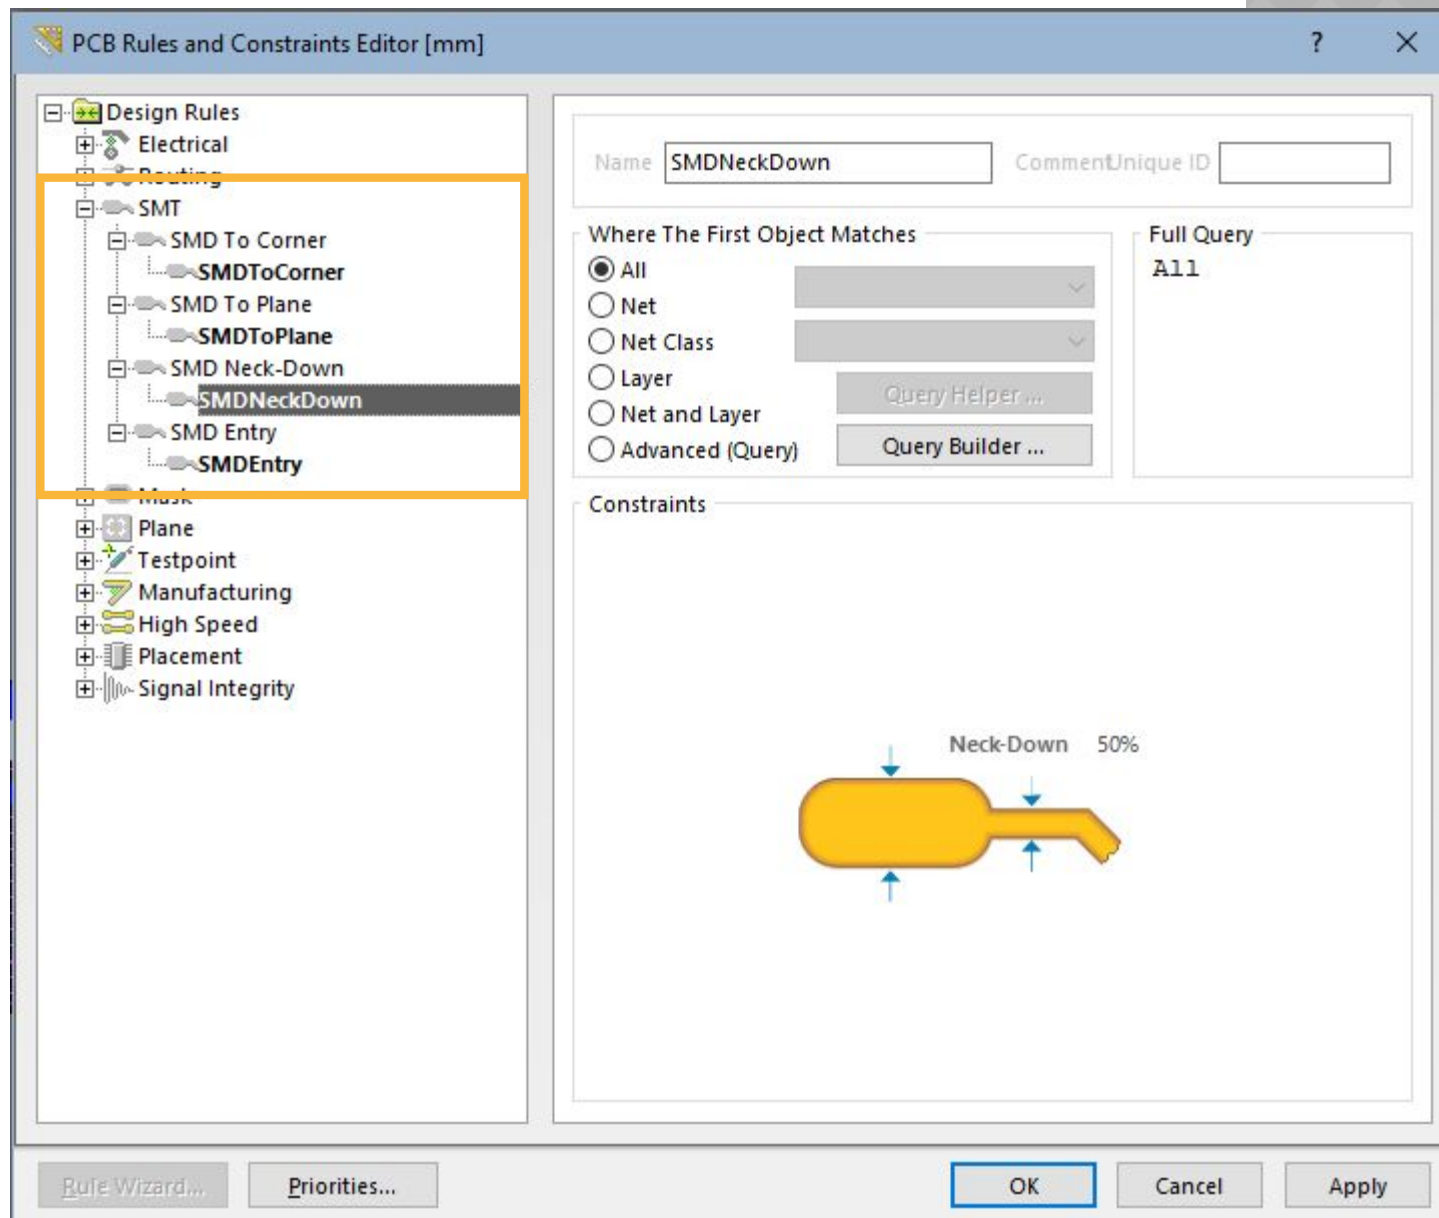 PCB Rules and Constraints Editor [mm]
?
Design Rules
Electrical
Routing
SMT
SMD To Corner
SMDToCorner
SMD To Plane
SMDToPlane
SMD Neck-Down
SMDNeckDown
SMD Entry
SMDEntry
Mask
Plane
Testpoint
Manufacturing
High Speed
Placement
Signal Integrity
Name SMDNeckDown Comment Unique ID
Where The First Object Matches
All
Net
Net Class
Layer
Net and Layer
Advanced (Query)
Query Helper ...
Query Builder ...
Full Query
All
Constraints
Neck-Down 50%
Rule Wizard... Priorities... OK Cancel Apply